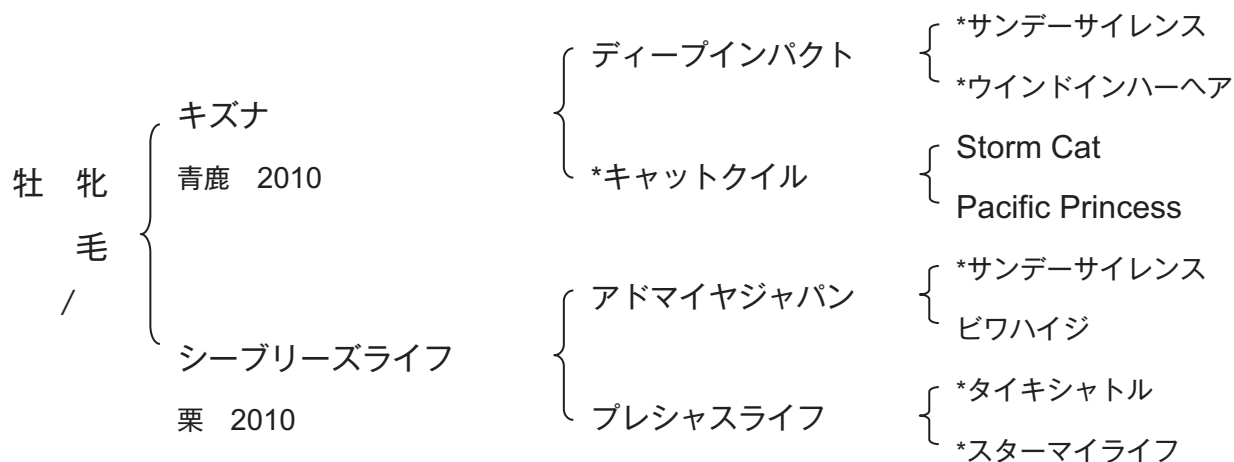 牡 牝
毛
/
キズナ
青鹿 2010
シーブリーズライフ
栗 2010
ディープインパクト
*キャットクイル
アドマイヤジャパン
プレシャスライフ
*サンデーサイレンス
*ウインドインハーヘア
Storm Cat
Pacific Princess
*サンデーサイレンス
ビワハイジ
*タイキシャトル
*スターマイライフ